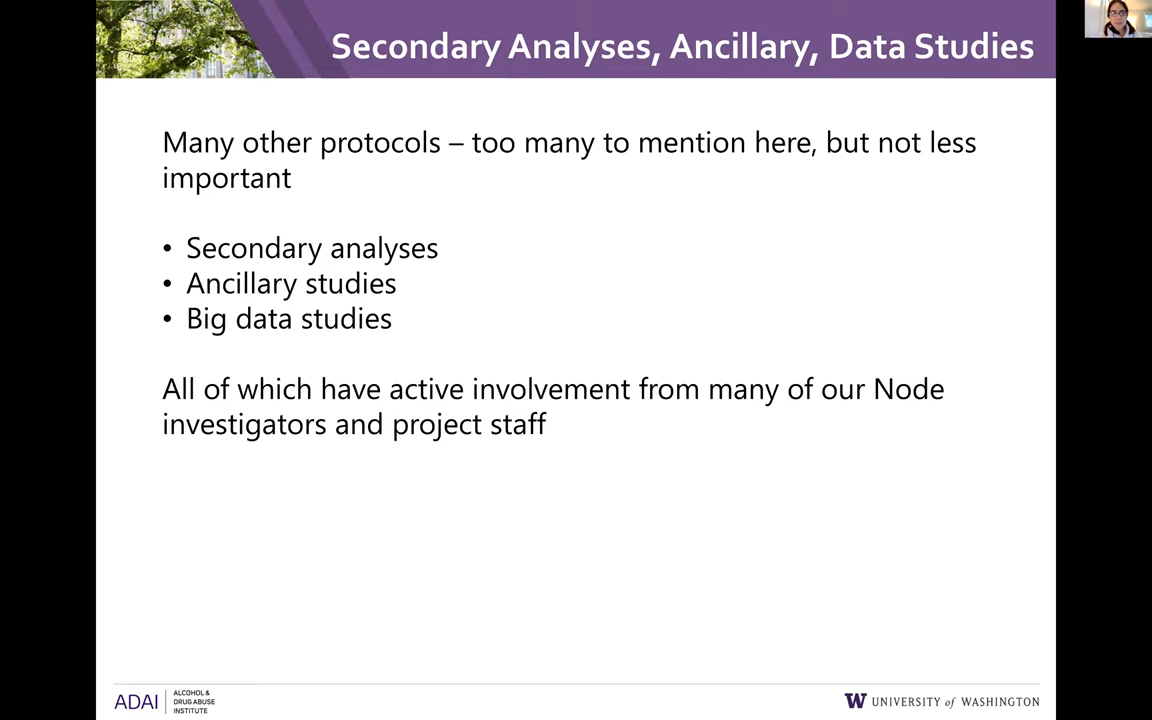 Secondary Analyses, Ancillary, Data Studies
Many other protocols – too many to mention here, but not less
important
• Secondary analyses
• Ancillary studies
• Big data studies
All of which have active involvement from many of our Node
investigators and project staff
ADAI
ALCOHOL &
DRUG ABUSE
INSTITUTE
W UNIVERSITY of WASHINGTON